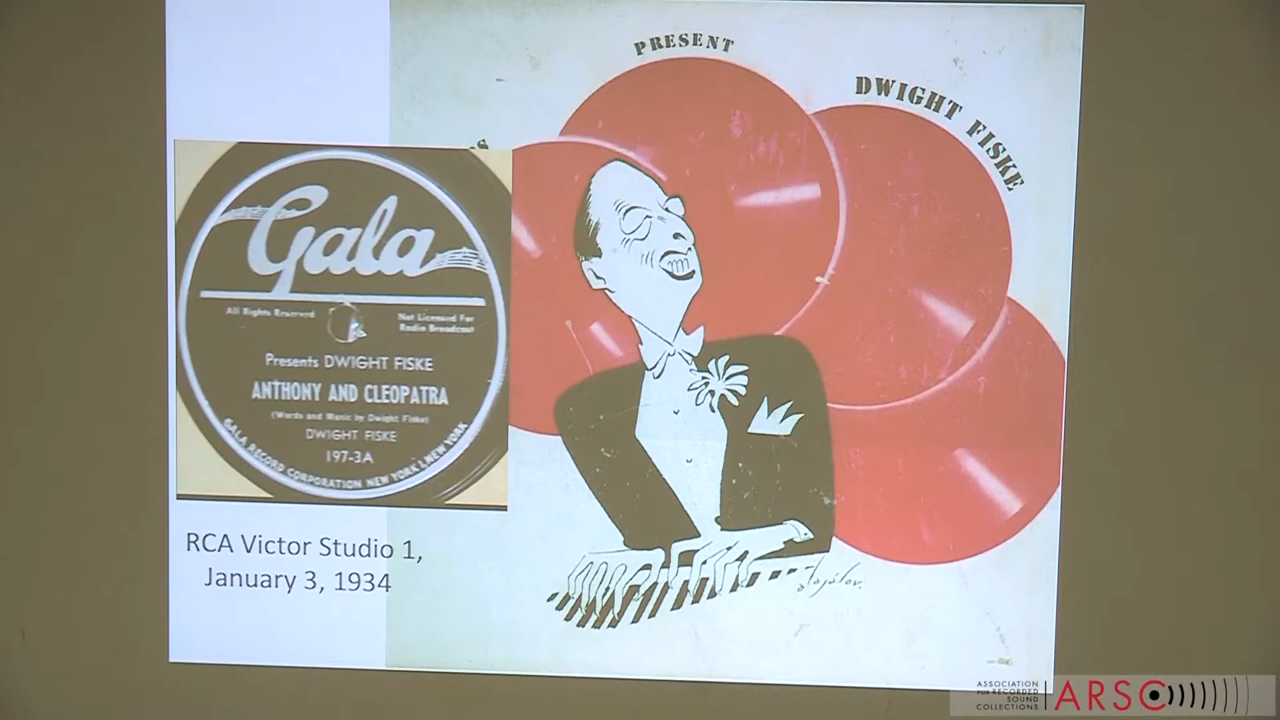 PRESENT
DWIGHT FISKE
Gala
All Rights Reserved
Not Licensed For
Radio Broadcast
Presents DWIGHT FISKE
ANTHONY AND CLEOPATRA
(Words and Music by Dwight Fiske)
DWIGHT FISKE
197-3A
GALA RECORD CORPORATION NEW YORK, NEW YORK
RCA Victor Studio 1,
January 3, 1934
ASSOCIATION
FOR RECORDED
SOUND
COLLECTIONS
ARSC